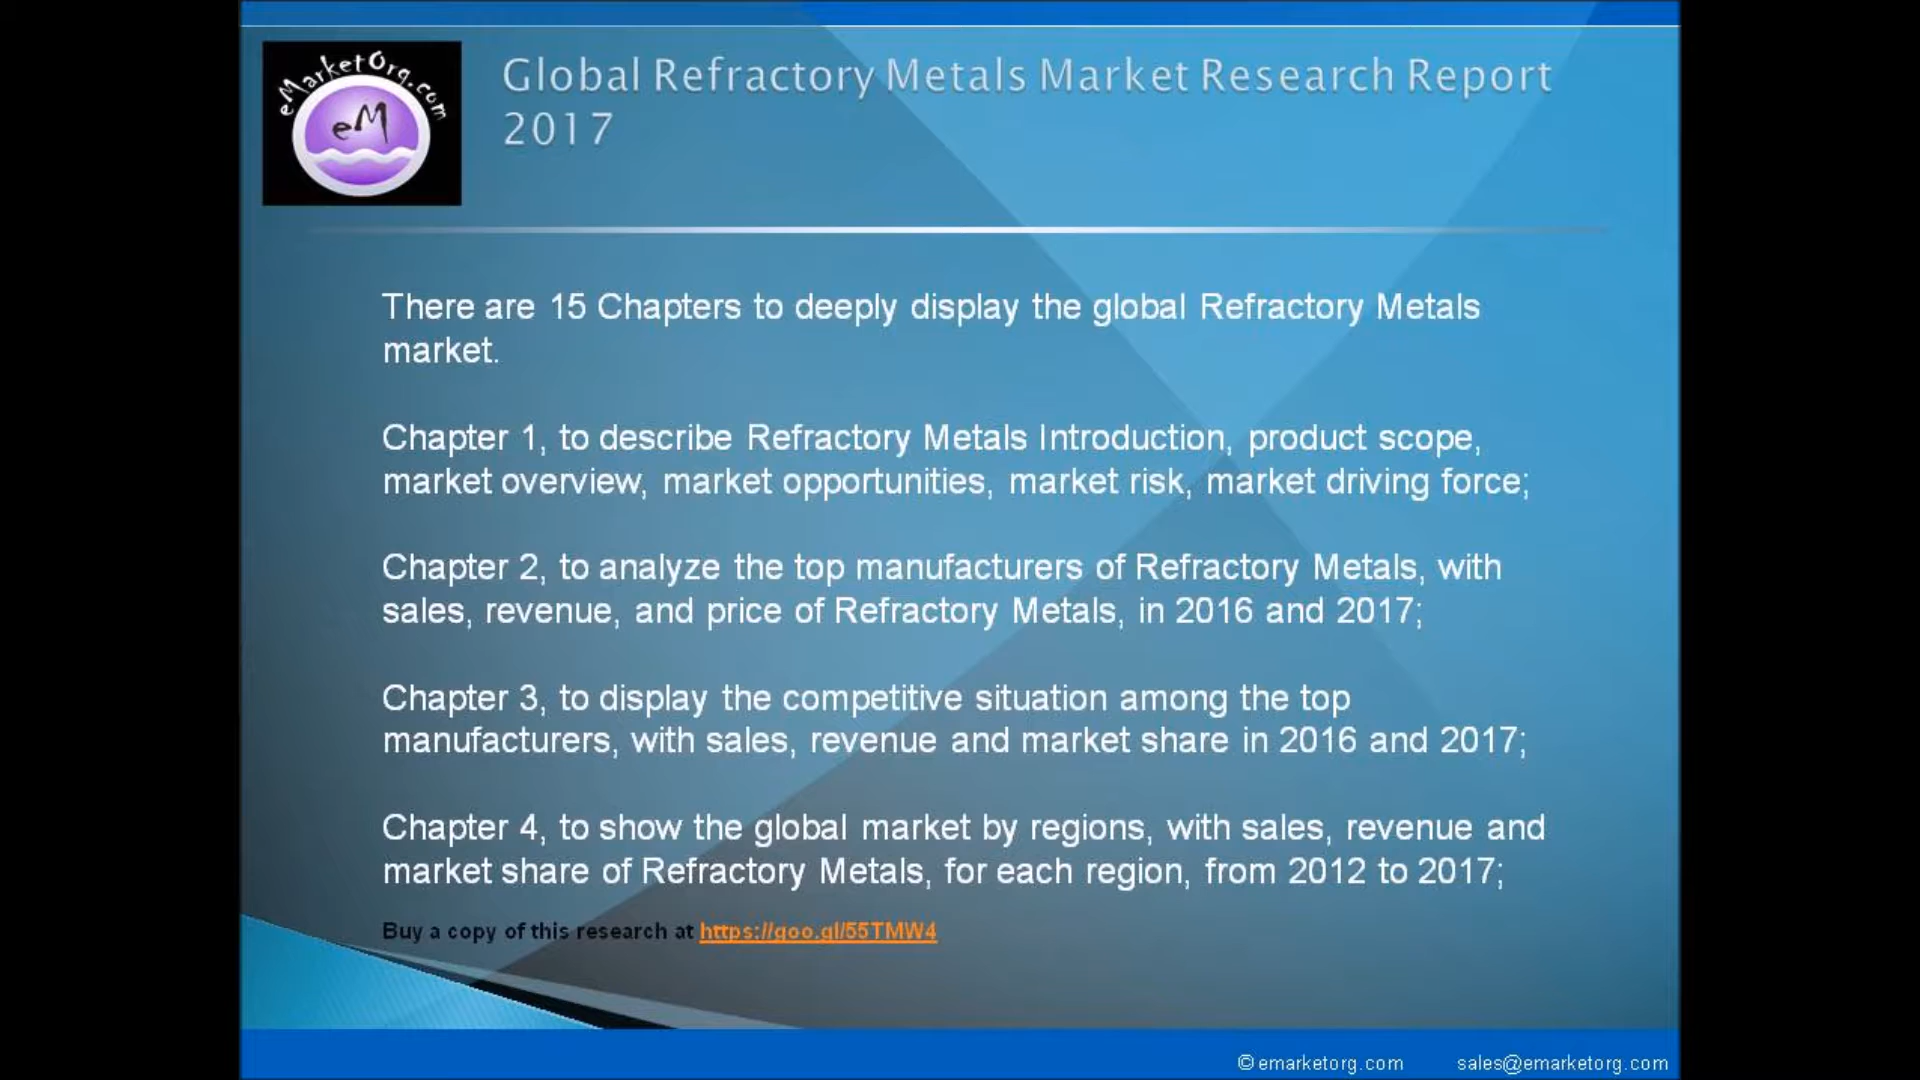 eMarketOrg.com
eM
Global Refractory Metals Market Research Report
2017
There are 15 Chapters to deeply display the global Refractory Metals
market.
Chapter 1, to describe Refractory Metals Introduction, product scope,
market overview, market opportunities, market risk, market driving force;
Chapter 2, to analyze the top manufacturers of Refractory Metals, with
sales, revenue, and price of Refractory Metals, in 2016 and 2017;
Chapter 3, to display the competitive situation among the top
manufacturers, with sales, revenue and market share in 2016 and 2017;
Chapter 4, to show the global market by regions, with sales, revenue and
market share of Refractory Metals, for each region, from 2012 to 2017;
Buy a copy of this research at https://goo.gl/55TMW4
© emarketorg.com sales@emarketorg.com